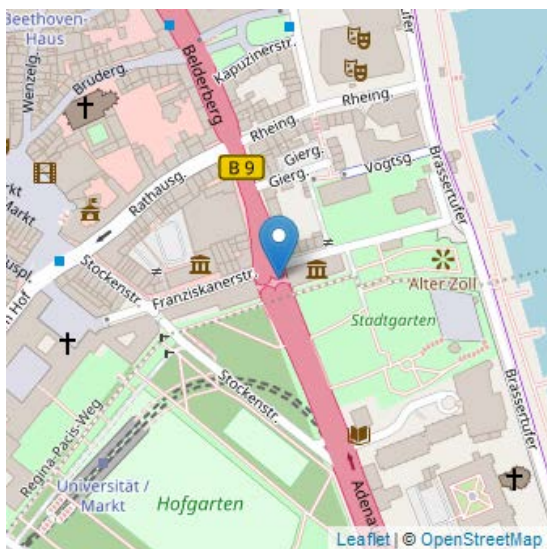 Beethoven-
Haus
Wenzelg.
Brüderg.
Belderberg
Kapuzinerstr.
Rheing.
Rheing.
Gierg.
Gierg.
Vogtsg.
B 9
Rathausg.
Markt
Brassertufer
Stockenstr.
Franziskanerstr.
Alter Zoll
Stadtgarten
Stockenstr.
Regina-Pacis-Weg
Brassertufer
Universität /
Markt
Hofgarten
Adena
Leaflet | © OpenStreetMap